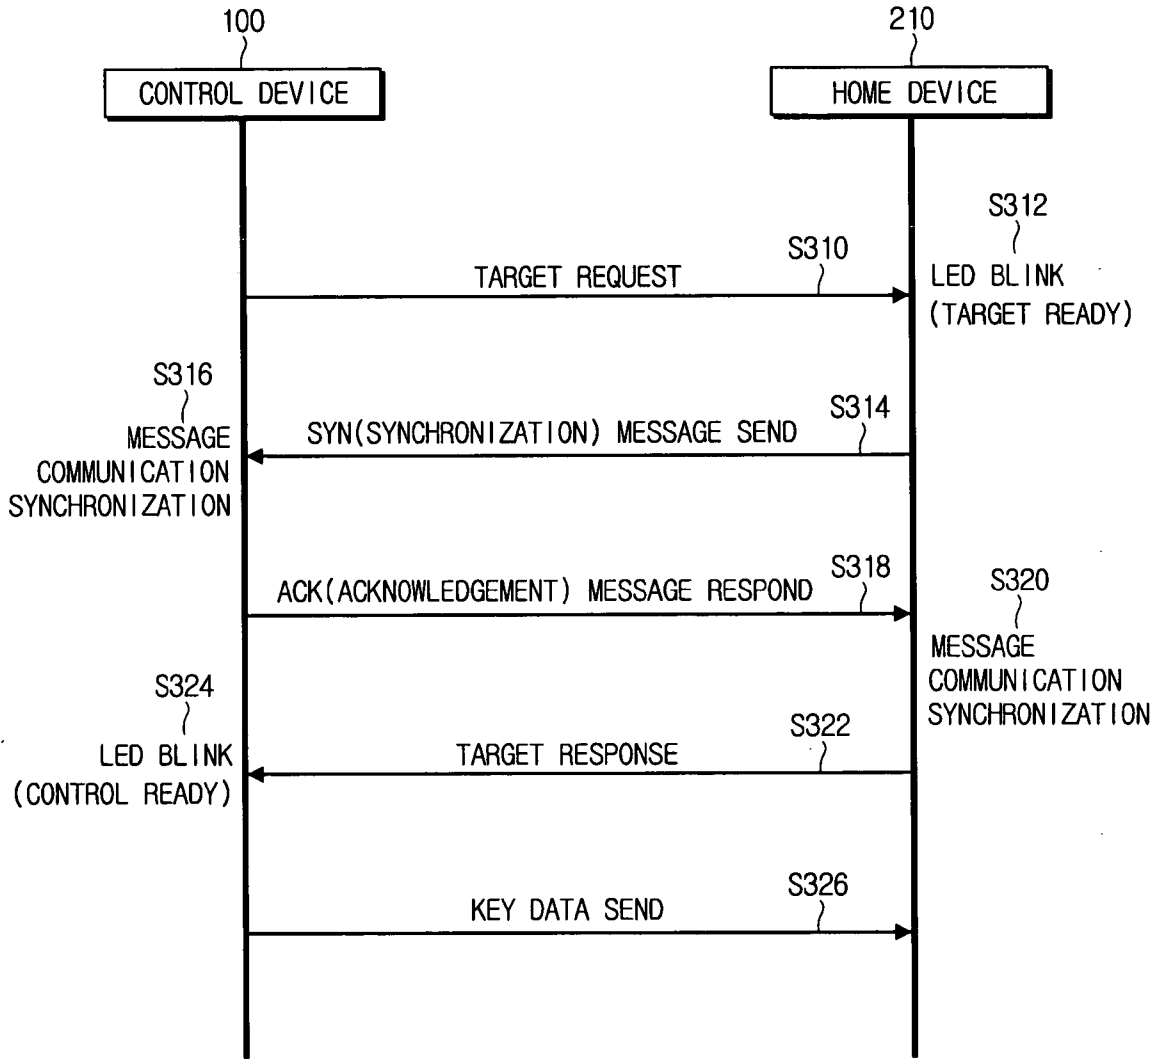 100
210
CONTROL DEVICE
HOME DEVICE
S312
S310
TARGET REQUEST
LED BLINK
(TARGET READY)
S316
S314
MESSAGE
COMMUNICATION
SYNCHRONIZATION
SYN(SYNCHRONIZATION) MESSAGE SEND
S318
S320
ACK(ACKNOWLEDGEMENT) MESSAGE RESPOND
MESSAGE
COMMUNICATION
SYNCHRONIZATION
S324
S322
LED BLINK
(CONTROL READY)
TARGET RESPONSE
S326
KEY DATA SEND